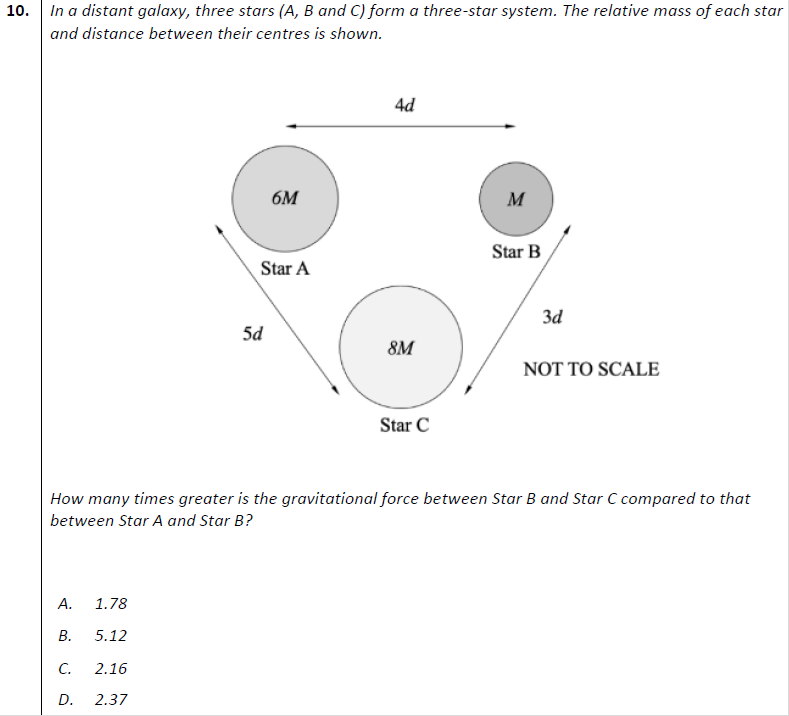 10. In a distant galaxy, three stars (A, B and C) form a three-star system. The relative mass of each star
and distance between their centres is shown.
4d
6M
M
Star B
Star A
3d
5d
8M
NOT TO SCALE
Star C
How many times greater is the gravitational force between Star B and Star C compared to that
between Star A and Star B?
A. 1.78
B. 5.12
C. 2.16
D. 2.37